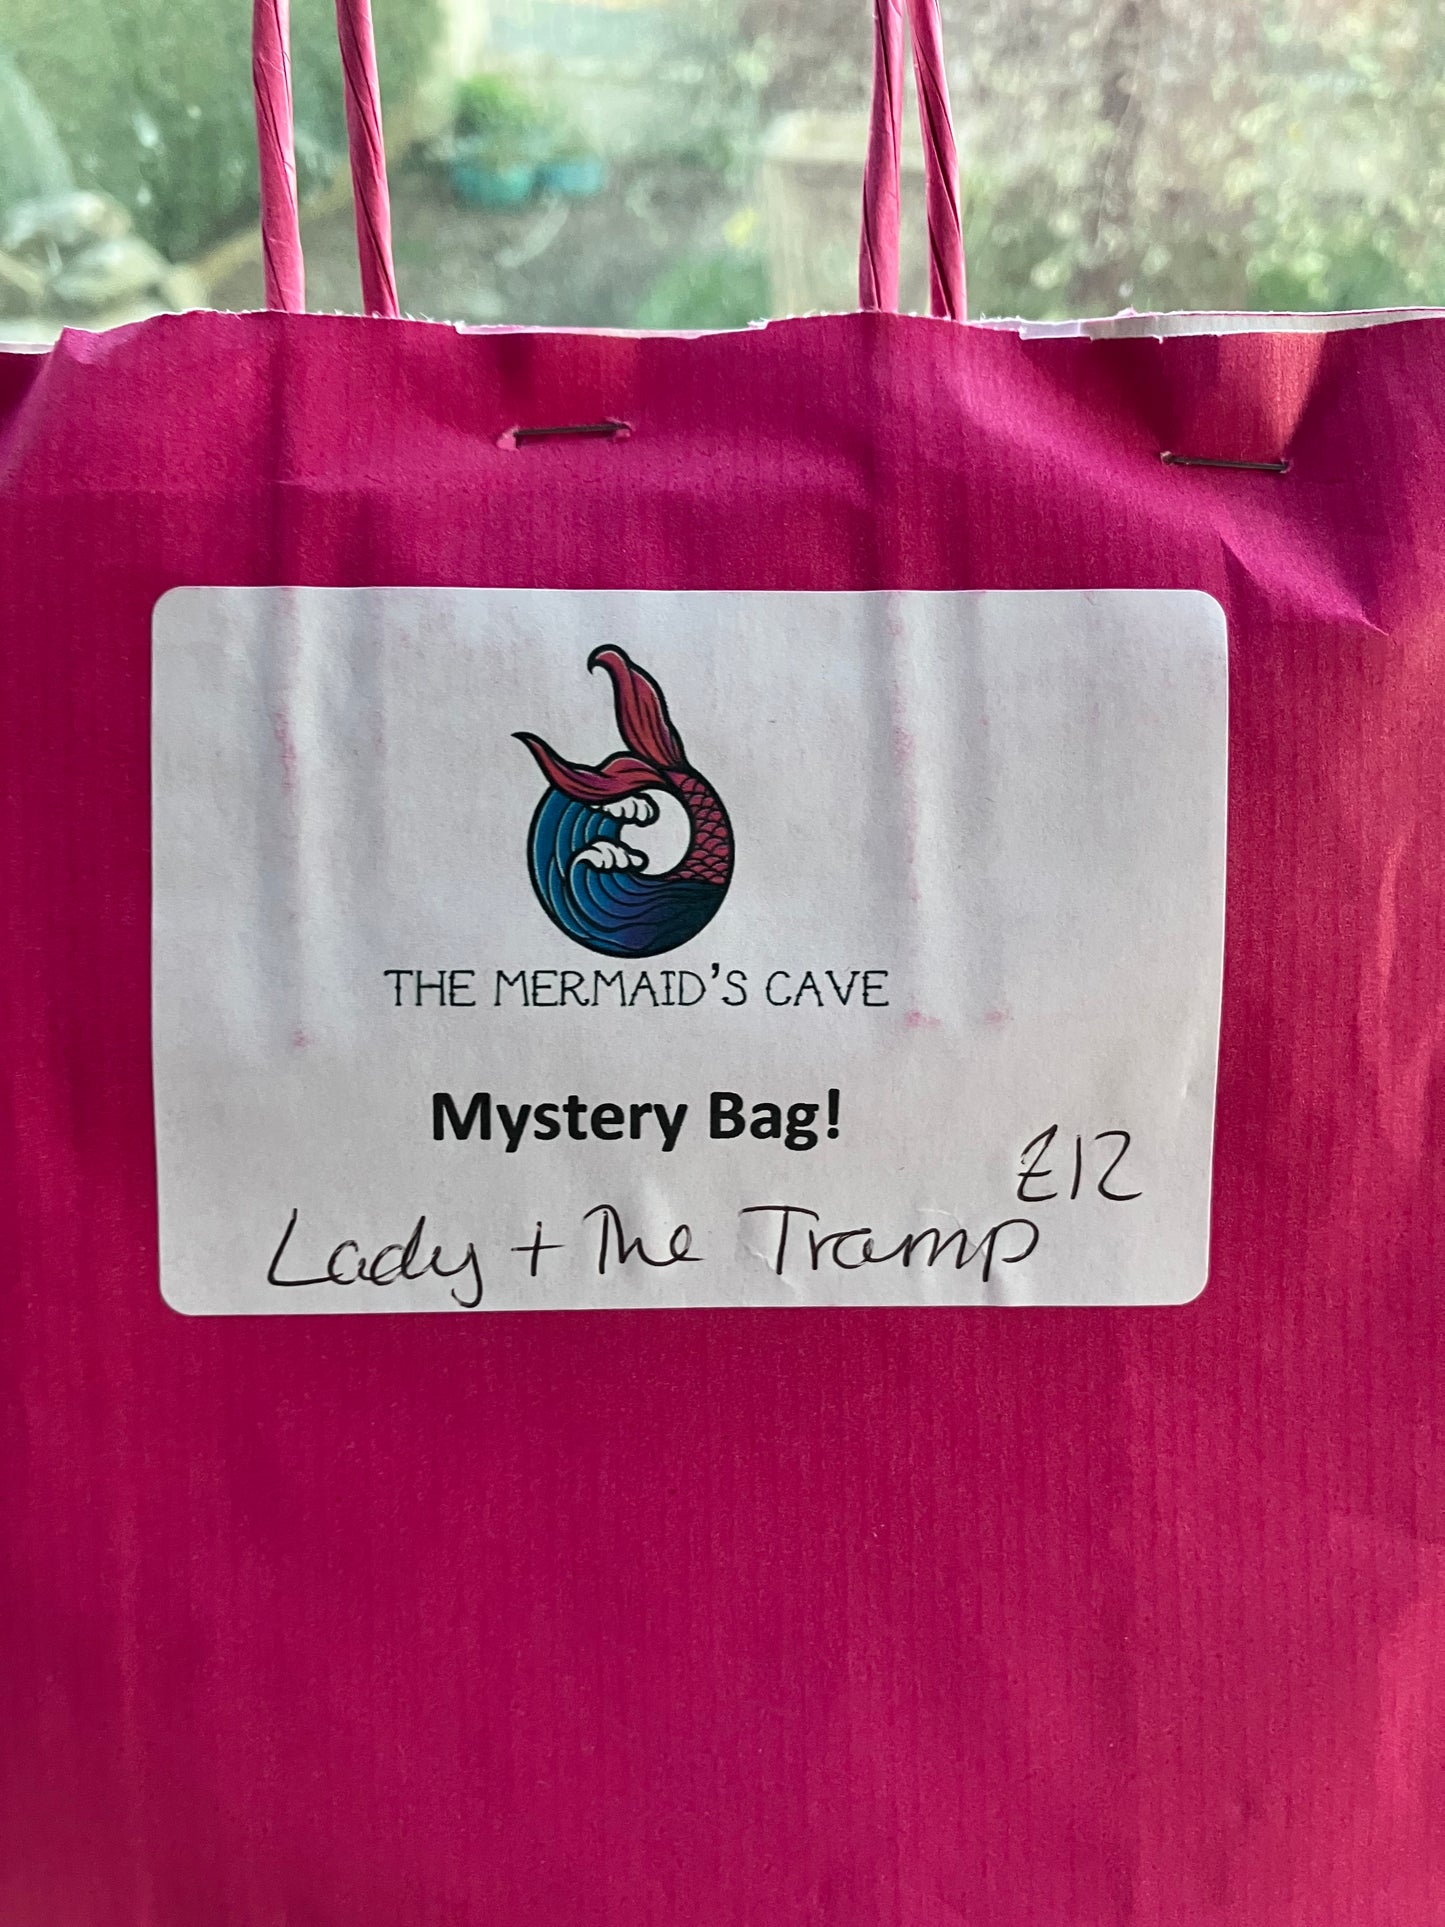 THE MERMAID'S CAVE
Mystery Bag!
£12
Lady + The Tramp